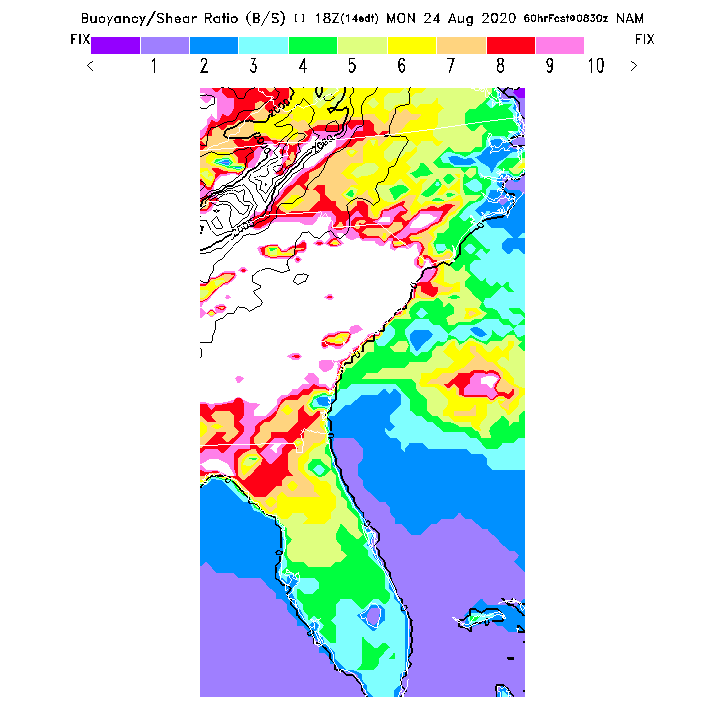 Buoyancy/Shear Ratio (B/S) [] 18Z(14edt) MON 24 Aug 2020 60hrFcst@0830z NAM
FIX FIX
< 1 2 3 4 5 6 7 8 9 10 >